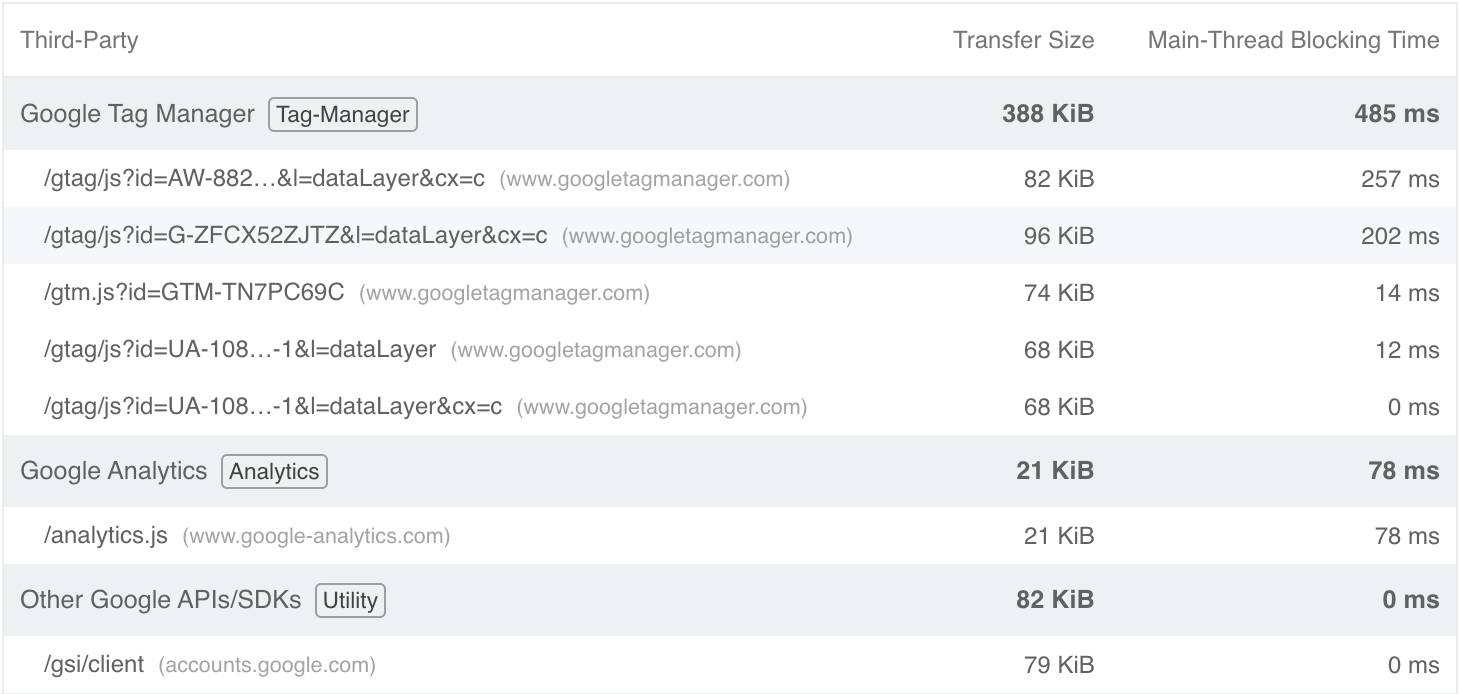 Third-Party Transfer Size Main-Thread Blocking Time
Google Tag Manager Tag-Manager 388 KiB 485 ms
/gtag/js?id=AW-882…&l=dataLayer&cx=c (www.googletagmanager.com) 82 KiB 257 ms
/gtag/js?id=G-ZFCX52ZJTZ&l=dataLayer&cx=c (www.googletagmanager.com) 96 KiB 202 ms
/gtm.js?id=GTM-TN7PC69C (www.googletagmanager.com) 74 KiB 14 ms
/gtag/js?id=UA-108…-1&l=dataLayer (www.googletagmanager.com) 68 KiB 12 ms
/gtag/js?id=UA-108…-1&l=dataLayer&cx=c (www.googletagmanager.com) 68 KiB 0 ms
Google Analytics Analytics 21 KiB 78 ms
/analytics.js (www.google-analytics.com) 21 KiB 78 ms
Other Google APIs/SDKs Utility 82 KiB 0 ms
/gsi/client (accounts.google.com) 79 KiB 0 ms